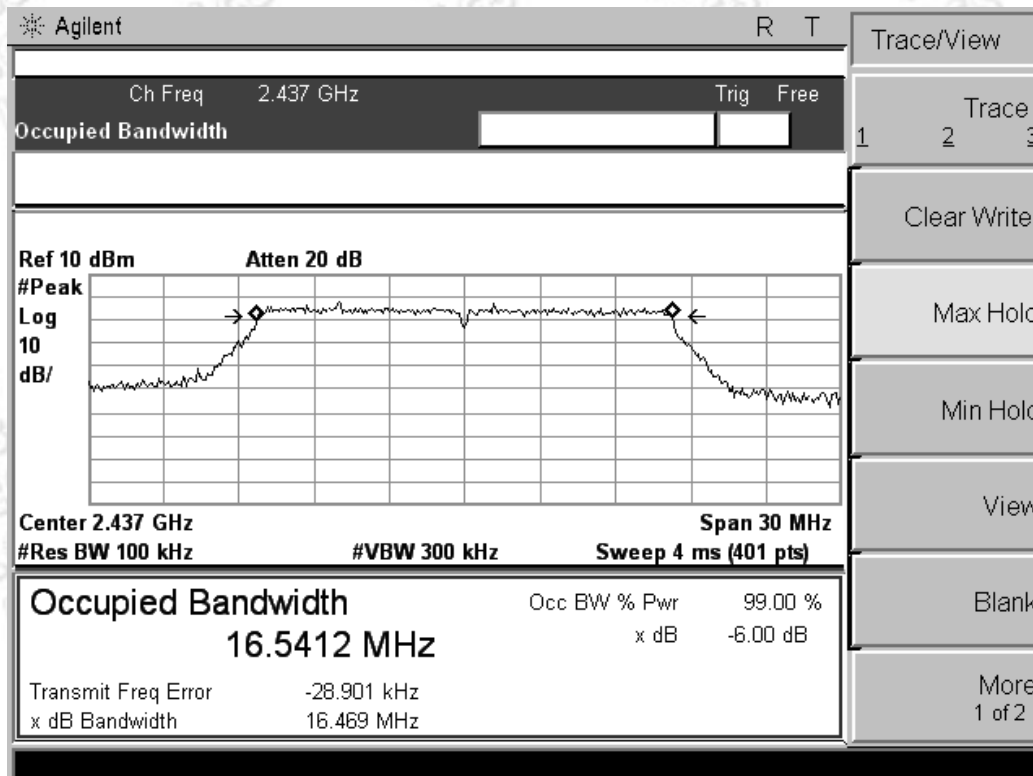 Agilent R T
Trace/View
Ch Freq 2.437 GHz Trig Free
Occupied Bandwidth
Trace
1 2 3
Clear Write
Max Hold
Min Hold
View
Blank
More
1 of 2
Ref 10 dBm Atten 20 dB
#Peak
Log
10
dB/
Center 2.437 GHz Span 30 MHz
#Res BW 100 kHz #VBW 300 kHz Sweep 4 ms (401 pts)
Occupied Bandwidth
16.5412 MHz
Occ BW % Pwr 99.00 %
x dB -6.00 dB
Transmit Freq Error -28.901 kHz
x dB Bandwidth 16.469 MHz